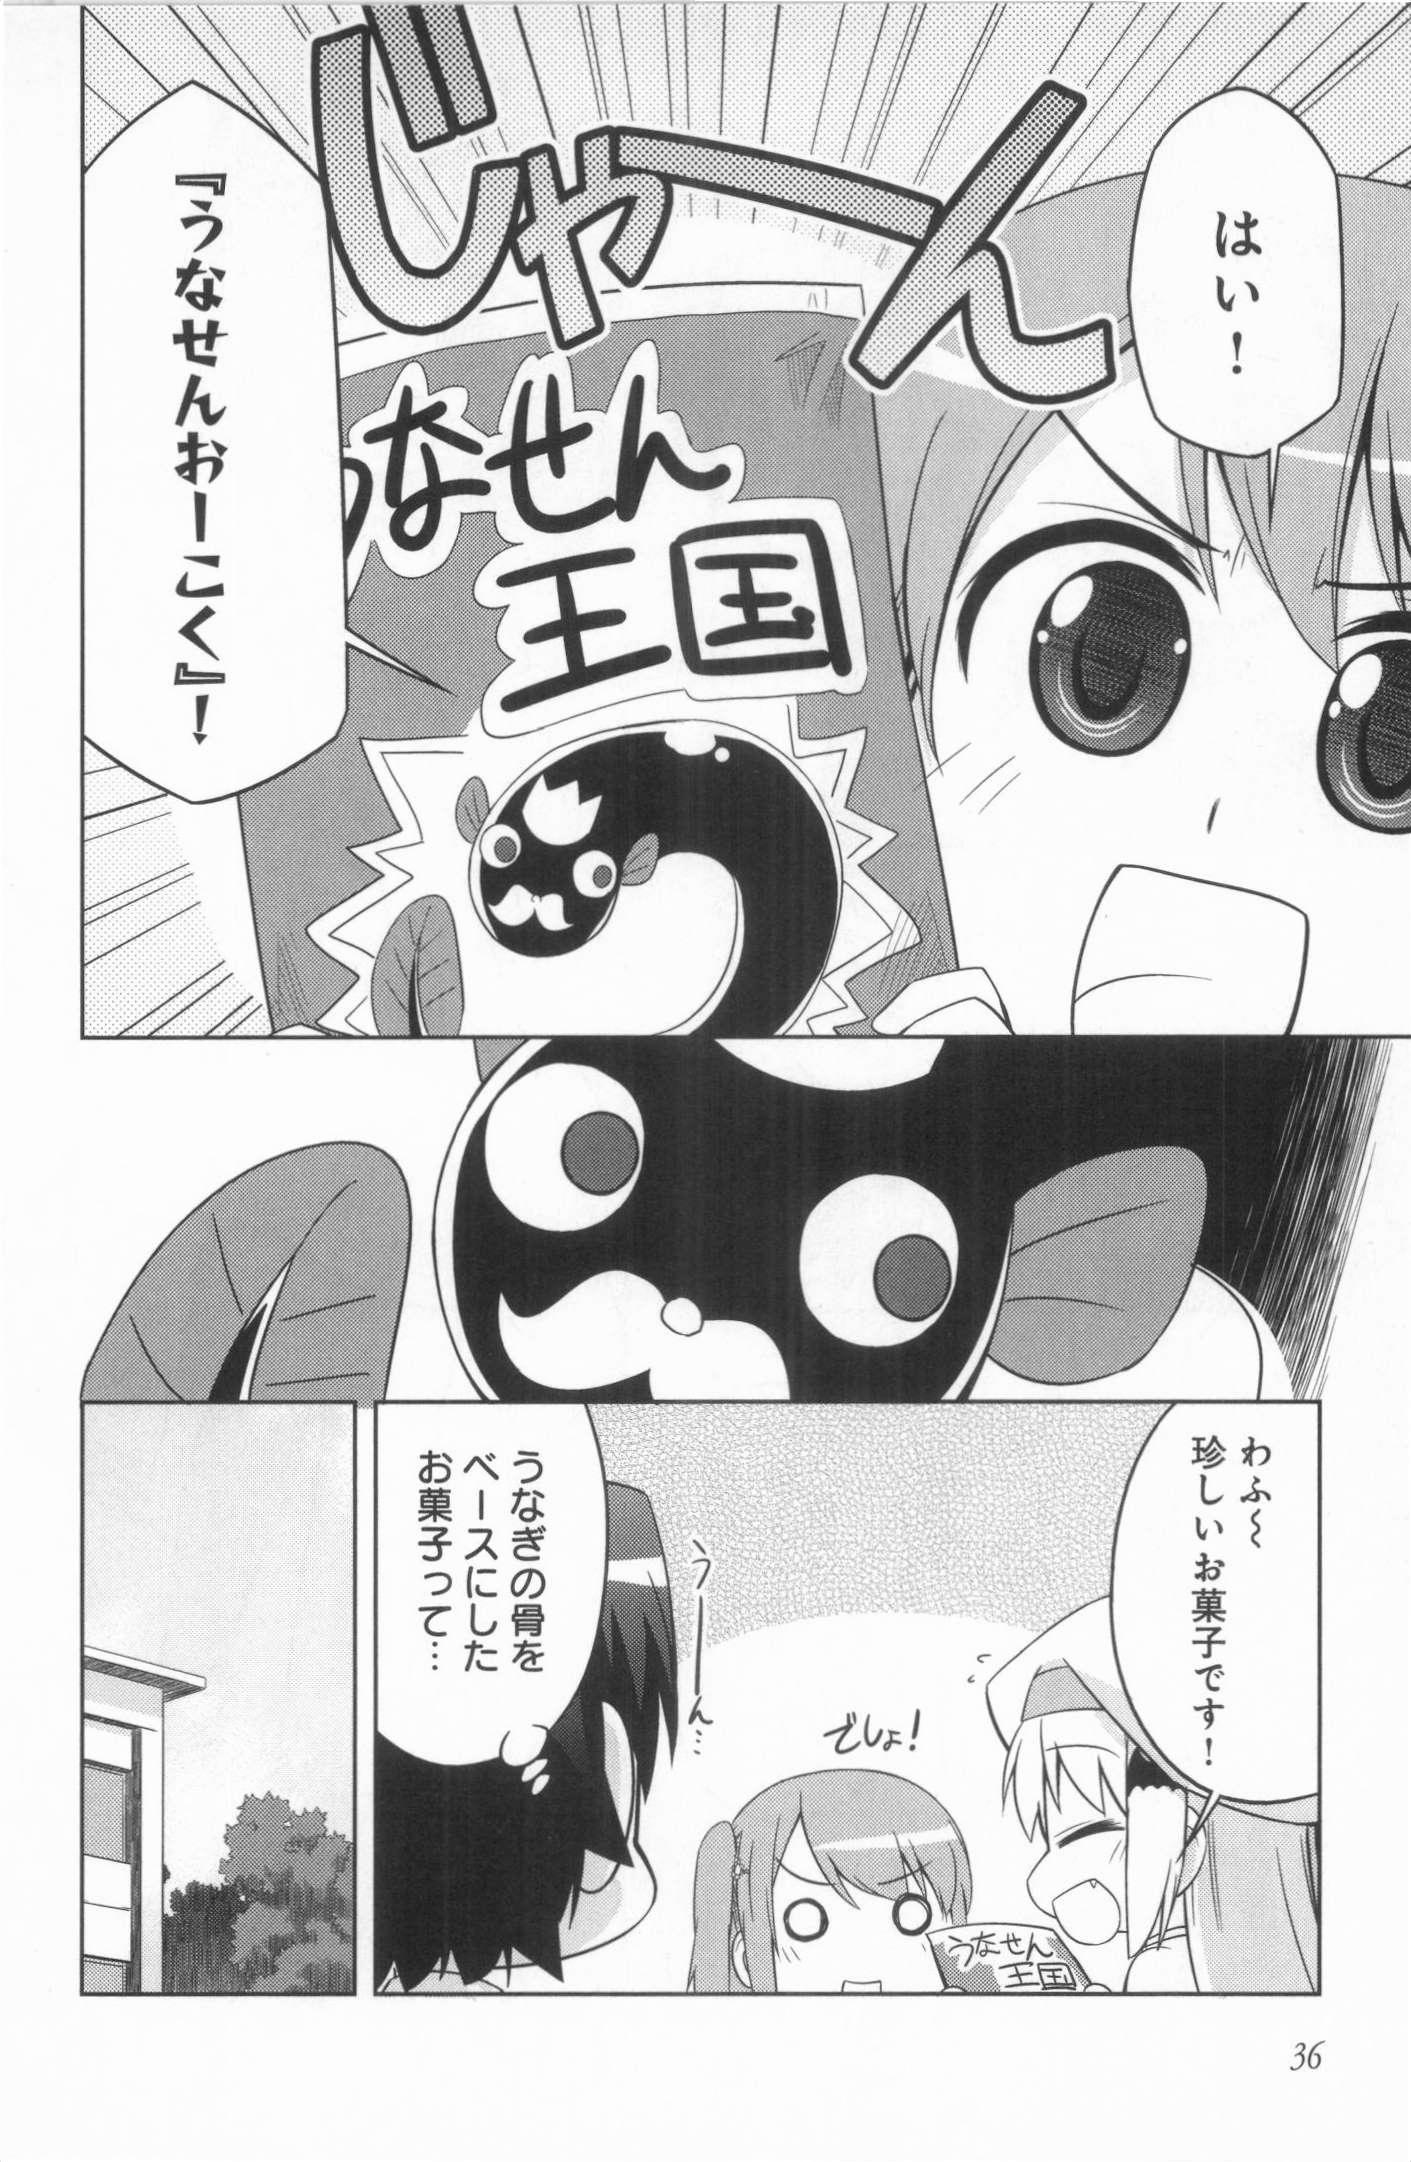 はい！
じゃーん
うなせん
王国
『うなせんおーこく』！
わふ～
珍しいお菓子です！
でしょ！
うなせん
王国
うーーん…
うなぎの骨を
ベースにした
お菓子って…
36